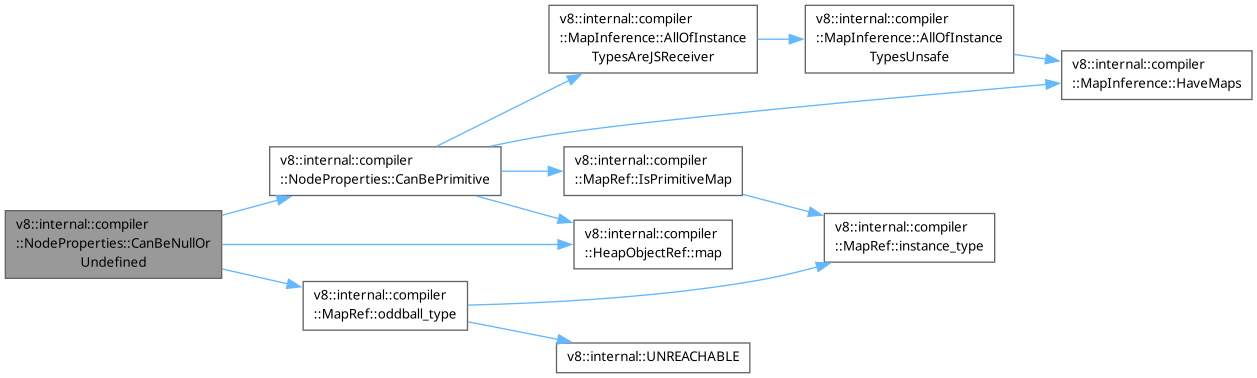 v8::internal::compiler
::MapInference::AllOfInstance
TypesAreJSReceiver
v8::internal::compiler
::MapInference::AllOfInstance
TypesUnsafe
v8::internal::compiler
::MapInference::HaveMaps
v8::internal::compiler
::NodeProperties::CanBePrimitive
v8::internal::compiler
::MapRef::IsPrimitiveMap
v8::internal::compiler
::NodeProperties::CanBeNullOr
Undefined
v8::internal::compiler
::HeapObjectRef::map
v8::internal::compiler
::MapRef::instance_type
v8::internal::compiler
::MapRef::oddball_type
v8::internal::UNREACHABLE